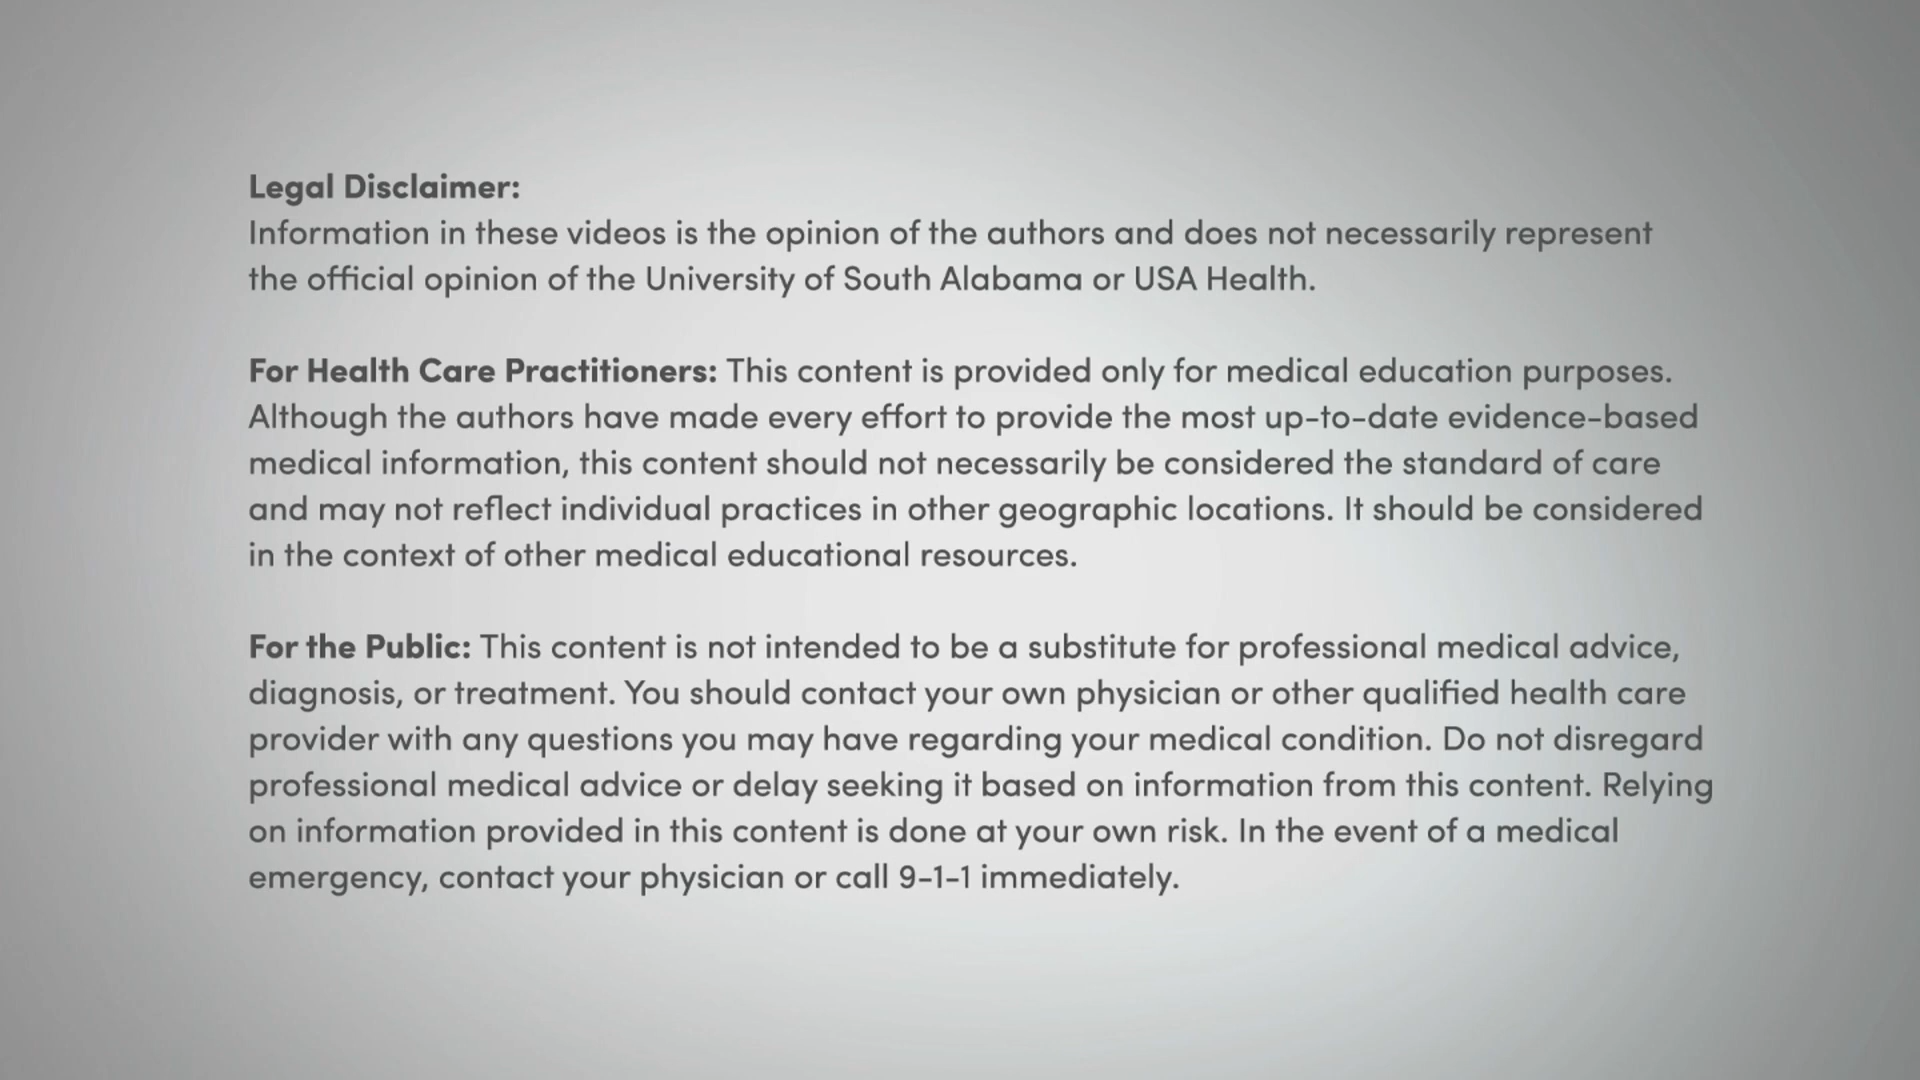 Legal Disclaimer:
Information in these videos is the opinion of the authors and does not necessarily represent
the official opinion of the University of South Alabama or USA Health.
For Health Care Practitioners: This content is provided only for medical education purposes.
Although the authors have made every effort to provide the most up-to-date evidence-based
medical information, this content should not necessarily be considered the standard of care
and may not reflect individual practices in other geographic locations. It should be considered
in the context of other medical educational resources.
For the Public: This content is not intended to be a substitute for professional medical advice,
diagnosis, or treatment. You should contact your own physician or other qualified health care
provider with any questions you may have regarding your medical condition. Do not disregard
professional medical advice or delay seeking it based on information from this content. Relying
on information provided in this content is done at your own risk. In the event of a medical
emergency, contact your physician or call 9-1-1 immediately.